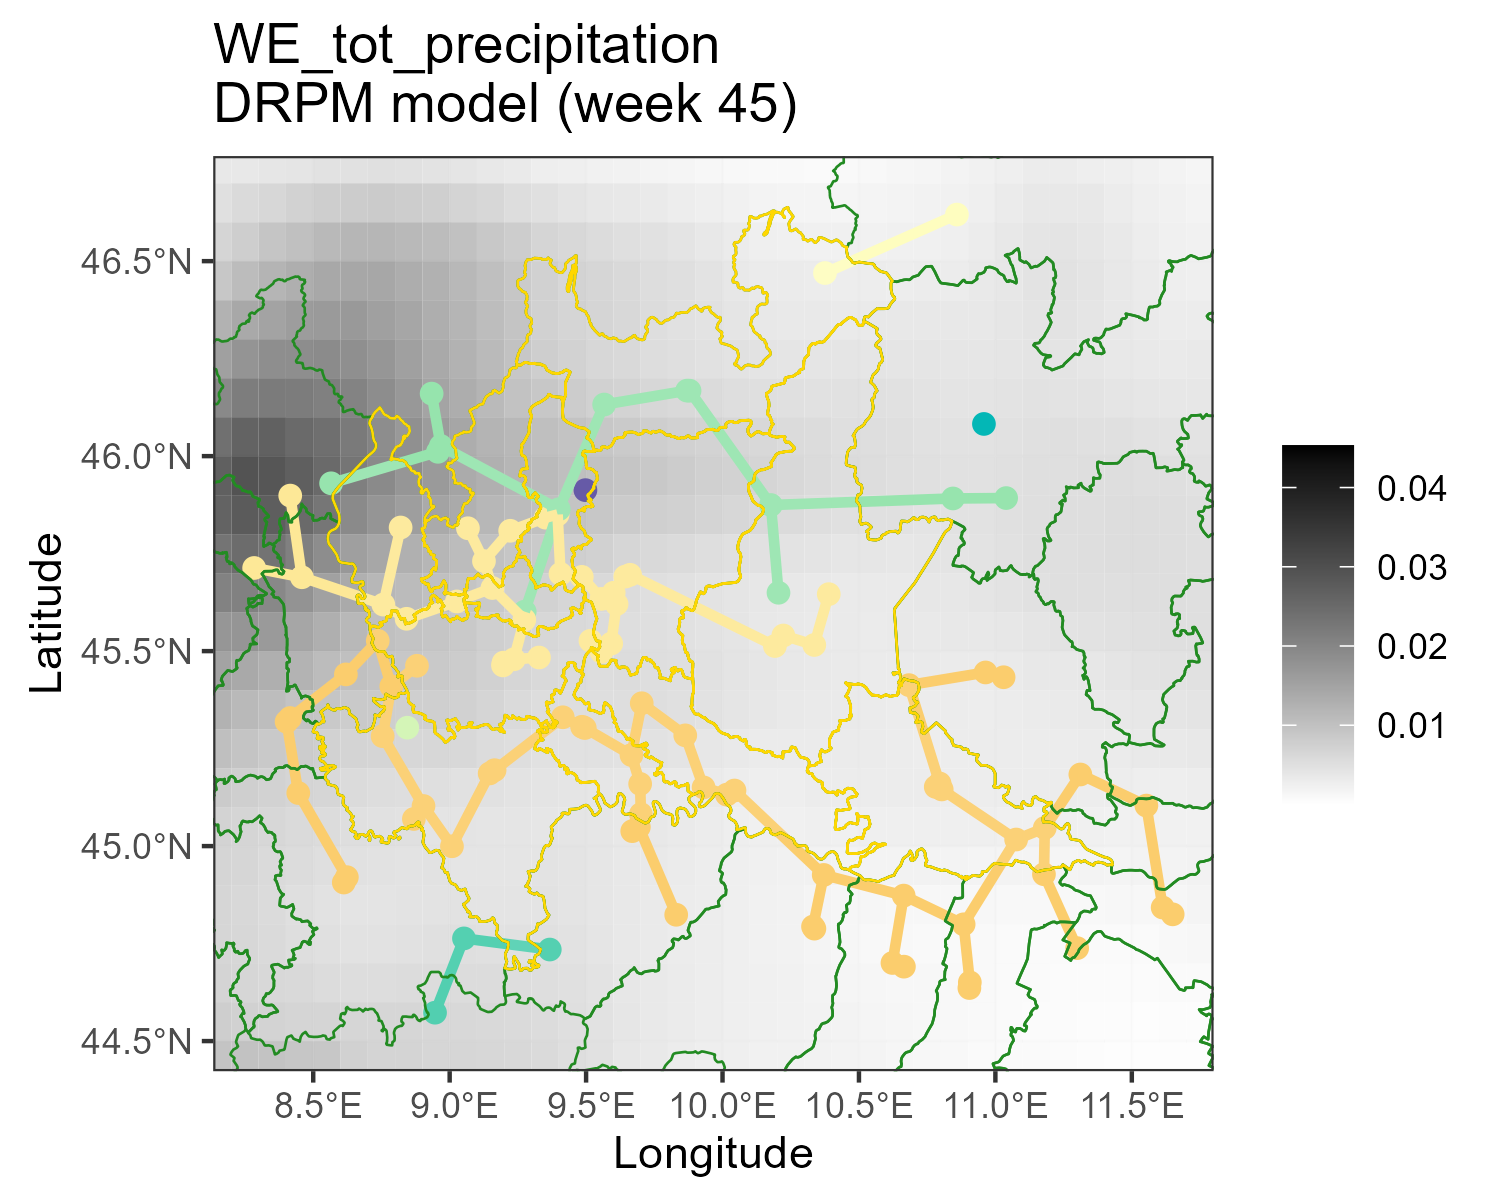 WE_tot_precipitation
DRPM model (week 45)
46.5°N
46.0°N
45.5°N
45.0°N
44.5°N
Latitude
8.5°E
9.0°E
9.5°E
10.0°E
10.5°E
11.0°E
11.5°E
Longitude
0.04
0.03
0.02
0.01